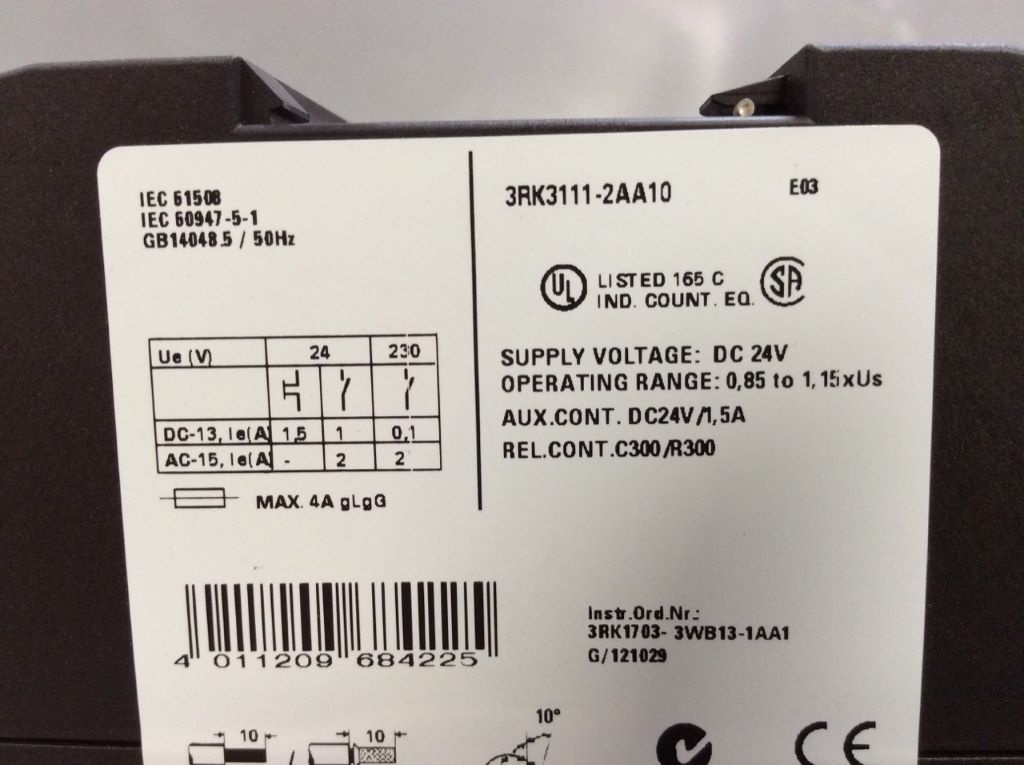 IEC 61508
IEC 60947-5-1
GB14048.5 / 50Hz
3RK3111-2AA10
E03
UL LISTED 165 C
IND. CONT. EQ.
SA
Ue (V) 24 230
DC-13, Ie(A) 1,5 1 0,1
AC-15, Ie(A) - 2 2
MAX. 4A gLgG
SUPPLY VOLTAGE: DC 24V
OPERATING RANGE: 0,85 to 1,15xUs
AUX.CONT. DC24V/1,5A
REL.CONT.C300/R300
4 011209 684225
Instr.Ord.Nr.:
3RK1703- 3WB13-1AA1
G/121029
10 / 10
10°
CE